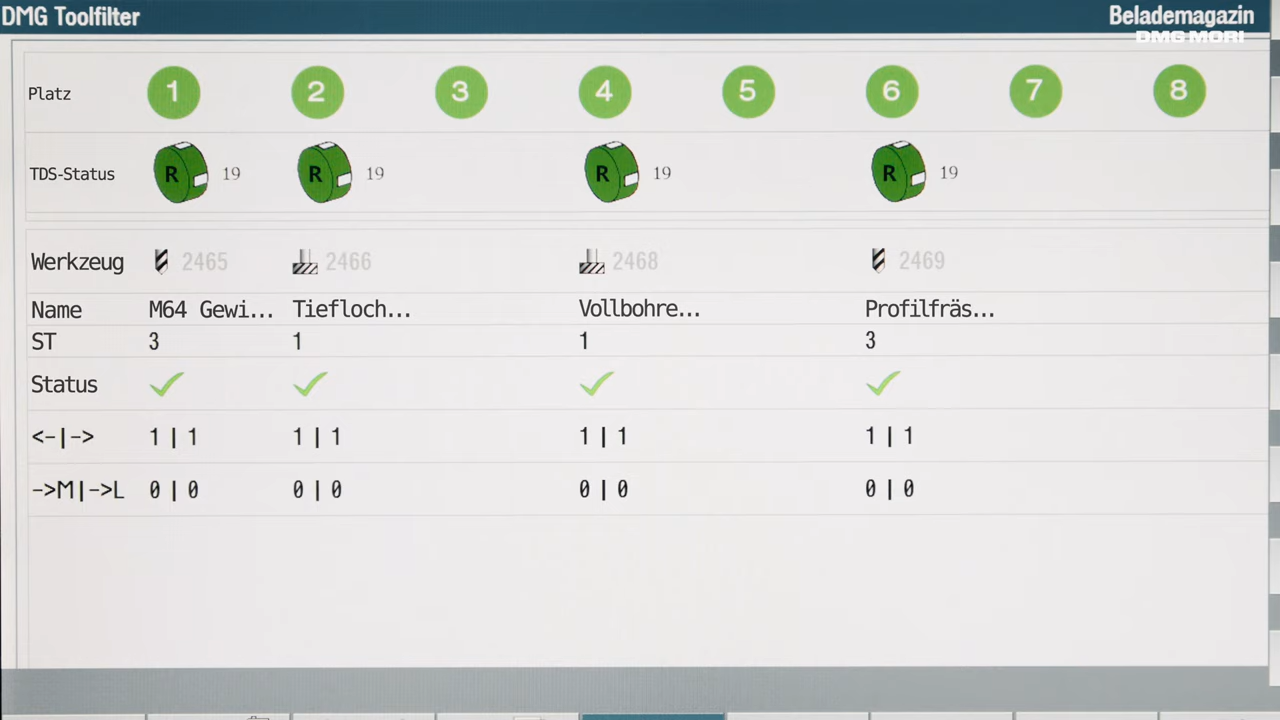 DMG Toolfilter Belademagazin
DMG MORI
Platz 1 2 3 4 5 6 7 8
TDS-Status R 19 R 19 R 19 R 19
Werkzeug 2465 2466 2468 2469
Name M64 Gewi... Tiefloch... Vollbohre... Profilfräs...
ST 3 1 1 3
Status
<-|-> 1|1 1|1 1|1 1|1
->M|->L 0|0 0|0 0|0 0|0